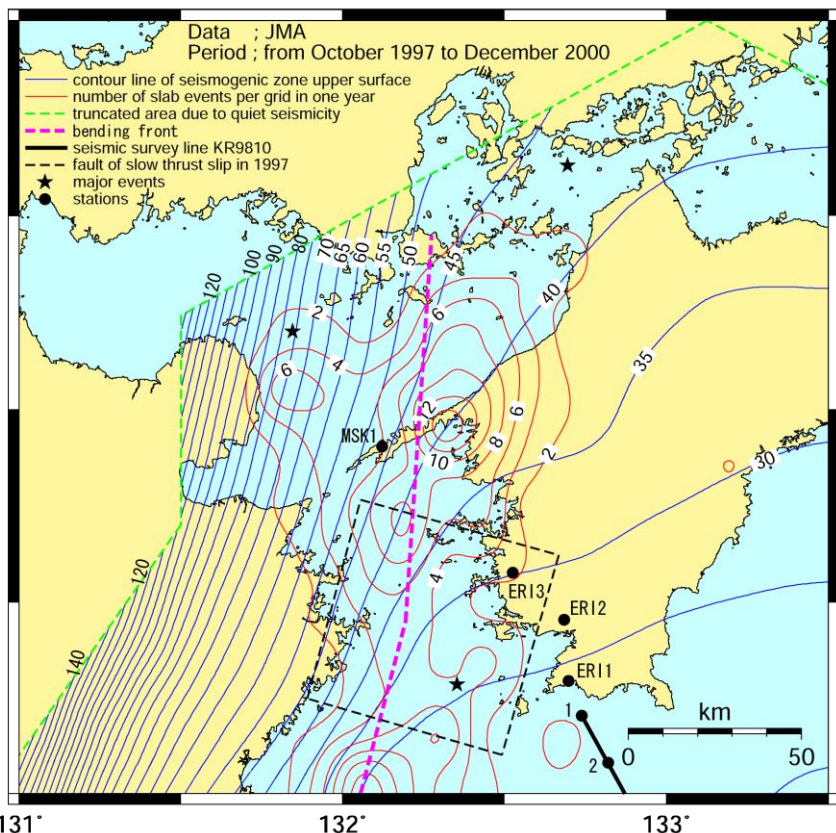 Data ; JMA
Period ; from October 1997 to December 2000
contour line of seismogenic zone upper surface
number of slab events per grid in one year
truncated area due to quiet seismicity
bending front
seismic survey line KR9810
fault of slow thrust slip in 1997
major events
stations
120
100
90
80
70
65
60
55
50
45
40
35
30
2
4
6
6
12
10
8
6
2
4
MSK1
ERI3
ERI2
ERI1
1
2
120
140
km
0 50
131°
132°
133°